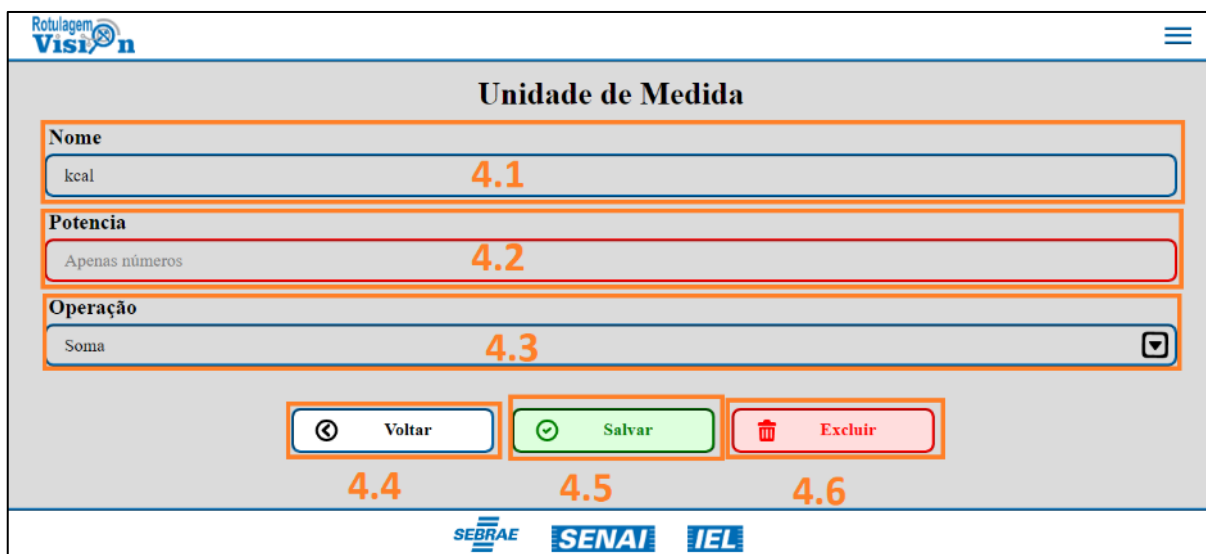 Rotulagem
Visi n
Unidade de Medida
Nome
kcal
4.1
Potencia
Apenas números
4.2
Operação
Soma
4.3
Voltar
Salvar
Excluir
4.4
4.5
4.6
SEBRAE
SENAI
IEL